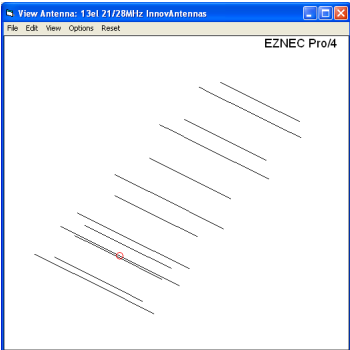 View Antenna: 13el 21/28MHz InnovAntennas
File Edit View Options Reset
EZNEC Pro/4